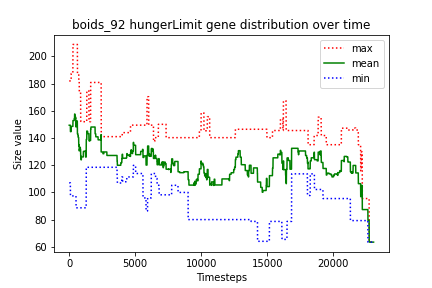 boids_92 hungerLimit gene distribution over time
max
mean
min
Size value
200
180
160
140
120
100
80
60
0
5000
10000
15000
20000
Timesteps